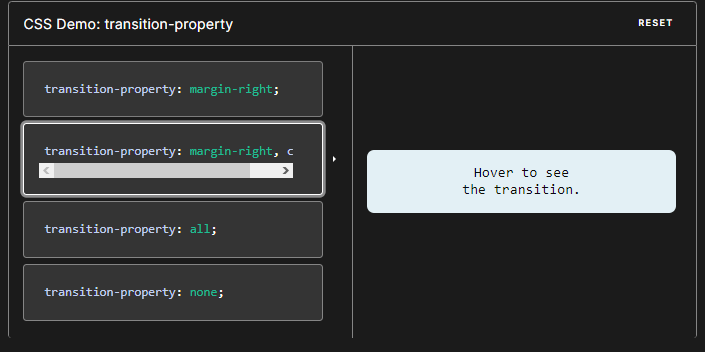 CSS Demo: transition-property
RESET
transition-property: margin-right;
transition-property: margin-right, c
transition-property: all;
transition-property: none;
Hover to see
the transition.